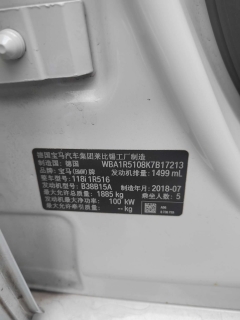 德国宝马汽车集团莱比锡工厂制造
制造国: 德国 WBA1R5108K7B17213
品牌: 宝马(BMW)牌 发动机排量: 1499 mL
整车型号: 118i 1R516
发动机型号: B38B15A 制造年月: 2018-07
发动机最大净功率: 100 kW 乘坐人数: 5
最大允许总质量: 1885 kg
最大允许牵引质量: -- kg